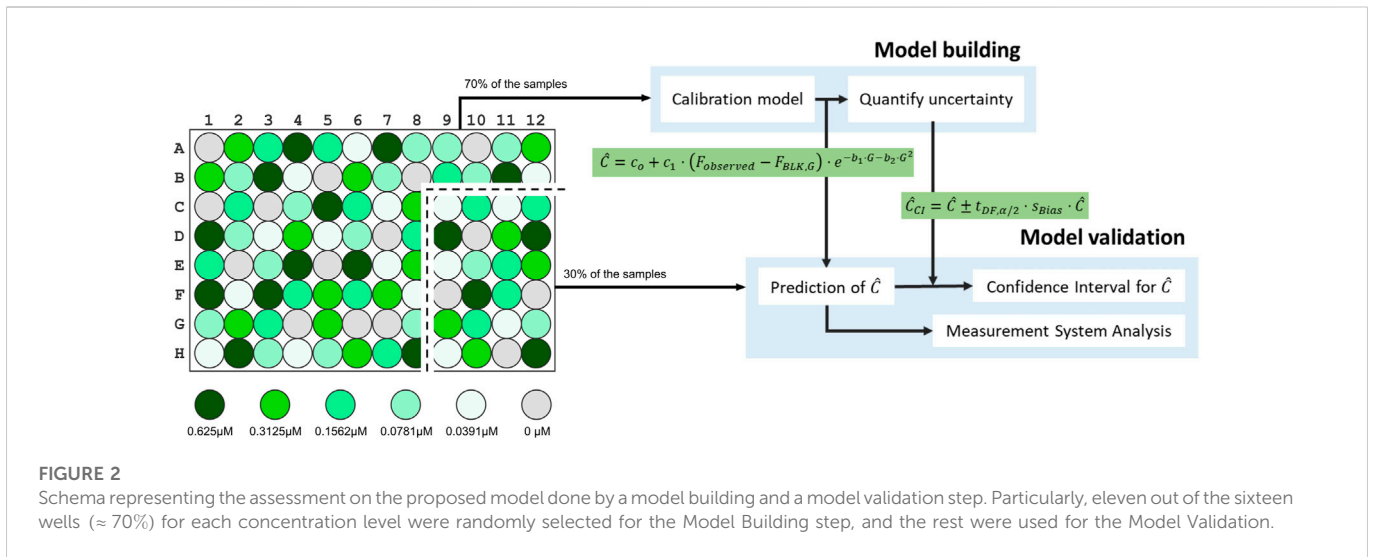 Model building
70% of the samples
Calibration model
Quantify uncertainty
1 2 3 4 5 6 7 8 9 10 11 12
A
B
C
D
E
F
G
H
Ĉ = c₀ + c₁ · (F_observed − F_BLK,G) · e^(−b₁·G−b₂·G²)
Ĉ_CI = Ĉ ± t_DF,α/2 · s_Bias · Ĉ
Model validation
30% of the samples
Prediction of Ĉ
Confidence Interval for Ĉ
Measurement System Analysis
0.625µM 0.3125µM 0.1562µM 0.0781µM 0.0391µM 0 µM
FIGURE 2
Schema representing the assessment on the proposed model done by a model building and a model validation step. Particularly, eleven out of the sixteen
wells (≈ 70%) for each concentration level were randomly selected for the Model Building step, and the rest were used for the Model Validation.